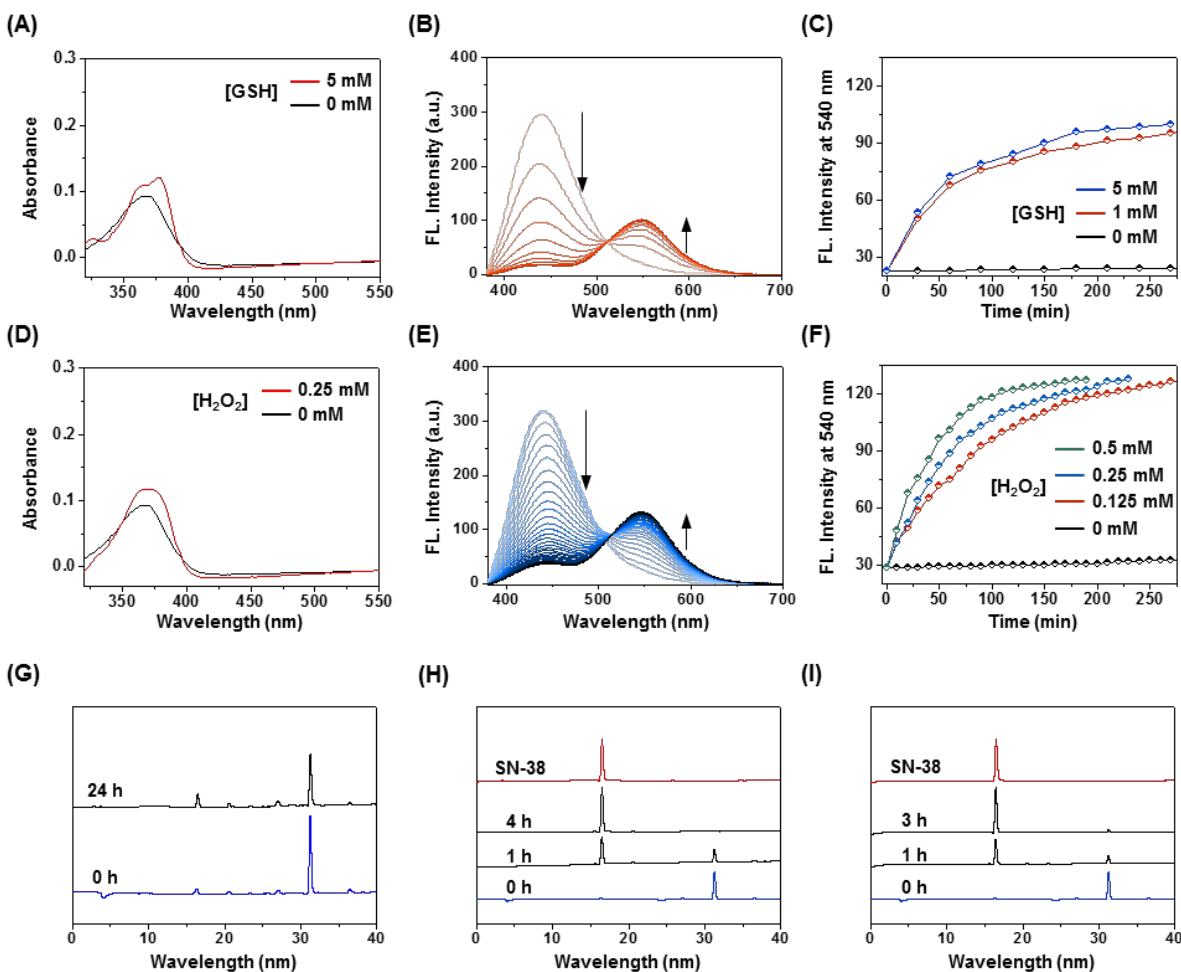 (A)
0.3
0.2
0.1
0.0
Absorbance
[GSH]
5 mM
0 mM
350 400 450 500 550
Wavelength (nm)
(B)
400
300
200
100
0
FL. Intensity (a.u.)
400 500 600 700
Wavelength (nm)
(C)
120
90
60
30
FL. Intensity at 540 nm
[GSH]
5 mM
1 mM
0 mM
0 50 100 150 200 250
Time (min)
(D)
0.3
0.2
0.1
0.0
Absorbance
[H₂O₂]
0.25 mM
0 mM
350 400 450 500 550
Wavelength (nm)
(E)
400
300
200
100
0
FL. Intensity (a.u.)
400 500 600 700
Wavelength (nm)
(F)
120
90
60
30
FL. Intensity at 540 nm
[H₂O₂]
0.5 mM
0.25 mM
0.125 mM
0 mM
0 50 100 150 200 250
Time (min)
(G)
24 h
0 h
0 10 20 30 40
Wavelength (nm)
(H)
SN-38
4 h
1 h
0 h
0 10 20 30 40
Wavelength (nm)
(I)
SN-38
3 h
1 h
0 h
0 10 20 30 40
Wavelength (nm)